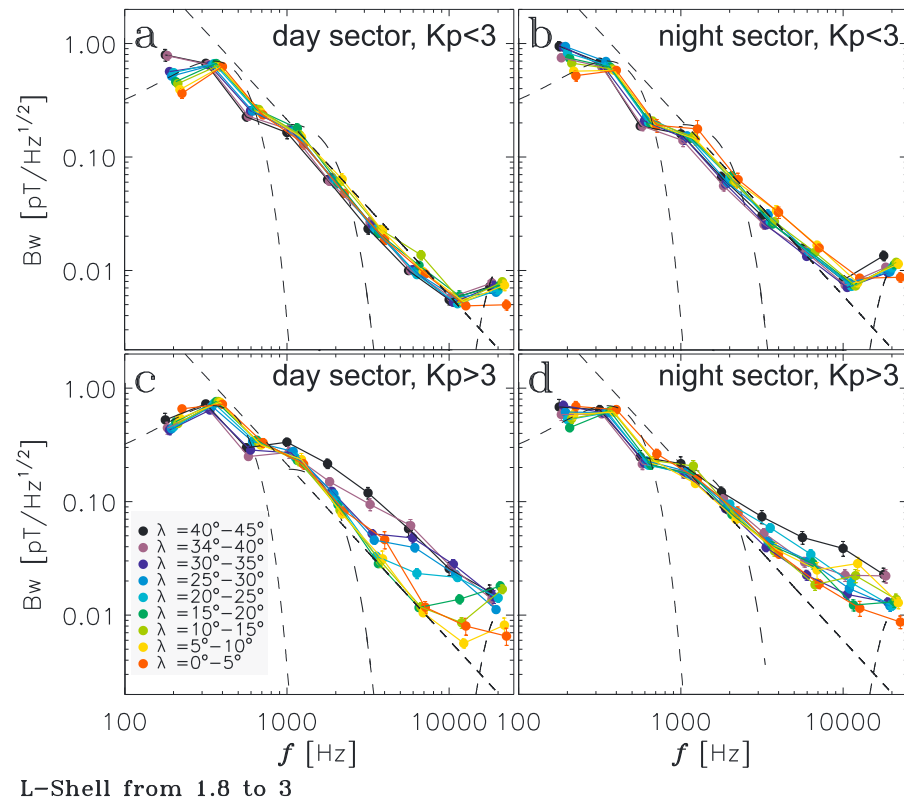 a day sector, Kp<3
b night sector, Kp<3
1.00
0.10
0.01
Bw [pT/Hz^1/2]
c day sector, Kp>3
d night sector, Kp>3
1.00
0.10
0.01
Bw [pT/Hz^1/2]
λ =40°−45°
λ =34°−40°
λ =30°−35°
λ =25°−30°
λ =20°−25°
λ =15°−20°
λ =10°−15°
λ =5°−10°
λ =0°−5°
100 1000 10000 100 1000 10000
f [Hz] f [Hz]
L−Shell from 1.8 to 3